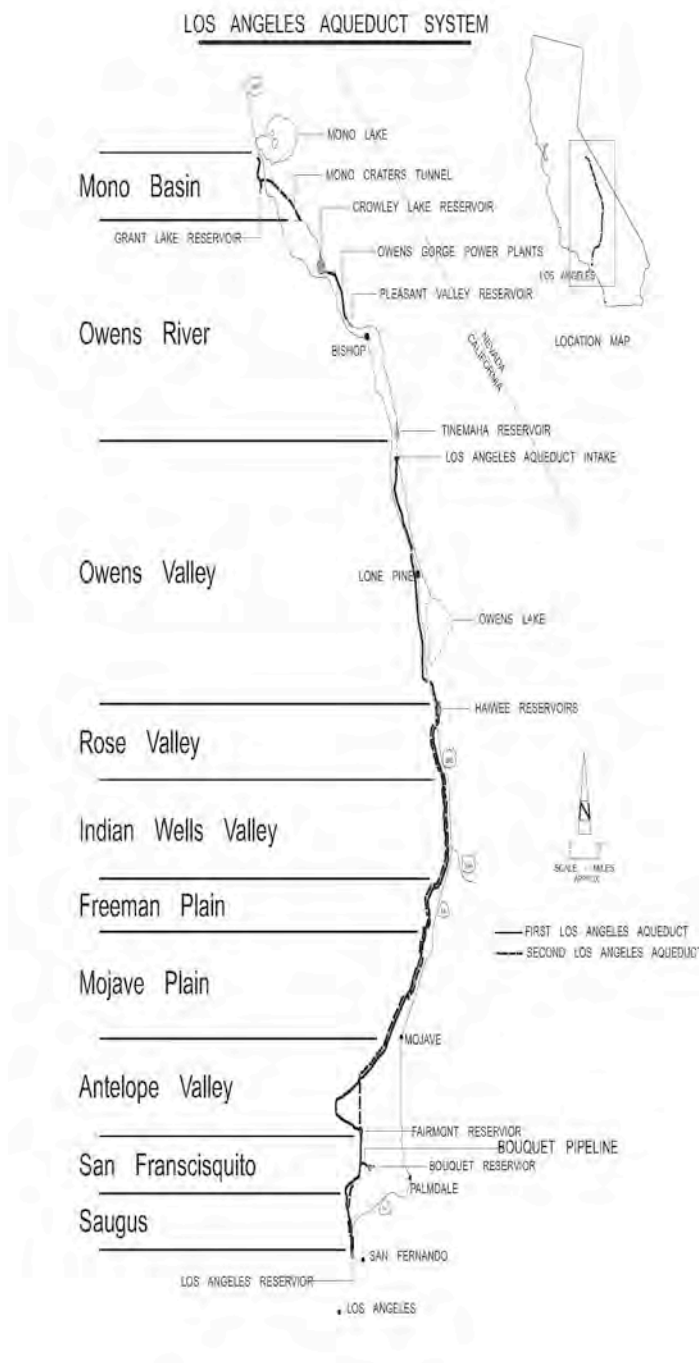 LOS ANGELES AQUEDUCT SYSTEM
MONO LAKE
Mono Basin
MONO CRATERS TUNNEL
CROWLEY LAKE RESERVOIR
GRANT LAKE RESERVOIR
OWENS GORGE POWER PLANTS
LOS ANGELES
PLEASANT VALLEY RESERVOIR
Owens River
BISHOP
NEVADA
CALIFORNIA
LOCATION MAP
TINEMAHA RESERVOIR
LOS ANGELES AQUEDUCT INTAKE
Owens Valley
LONE PINE
OWENS LAKE
HAIWEE RESERVOIRS
Rose Valley
Indian Wells Valley
N
SCALE - MILES
APPROX
Freeman Plain
FIRST LOS ANGELES AQUEDUCT
SECOND LOS ANGELES AQUEDUCT
Mojave Plain
MOJAVE
Antelope Valley
FAIRMONT RESERVIOR
BOUQUET PIPELINE
San Franscisquito
BOUQUET RESERVIOR
PALMDALE
Saugus
SAN FERNANDO
LOS ANGELES RESERVIOR
LOS ANGELES